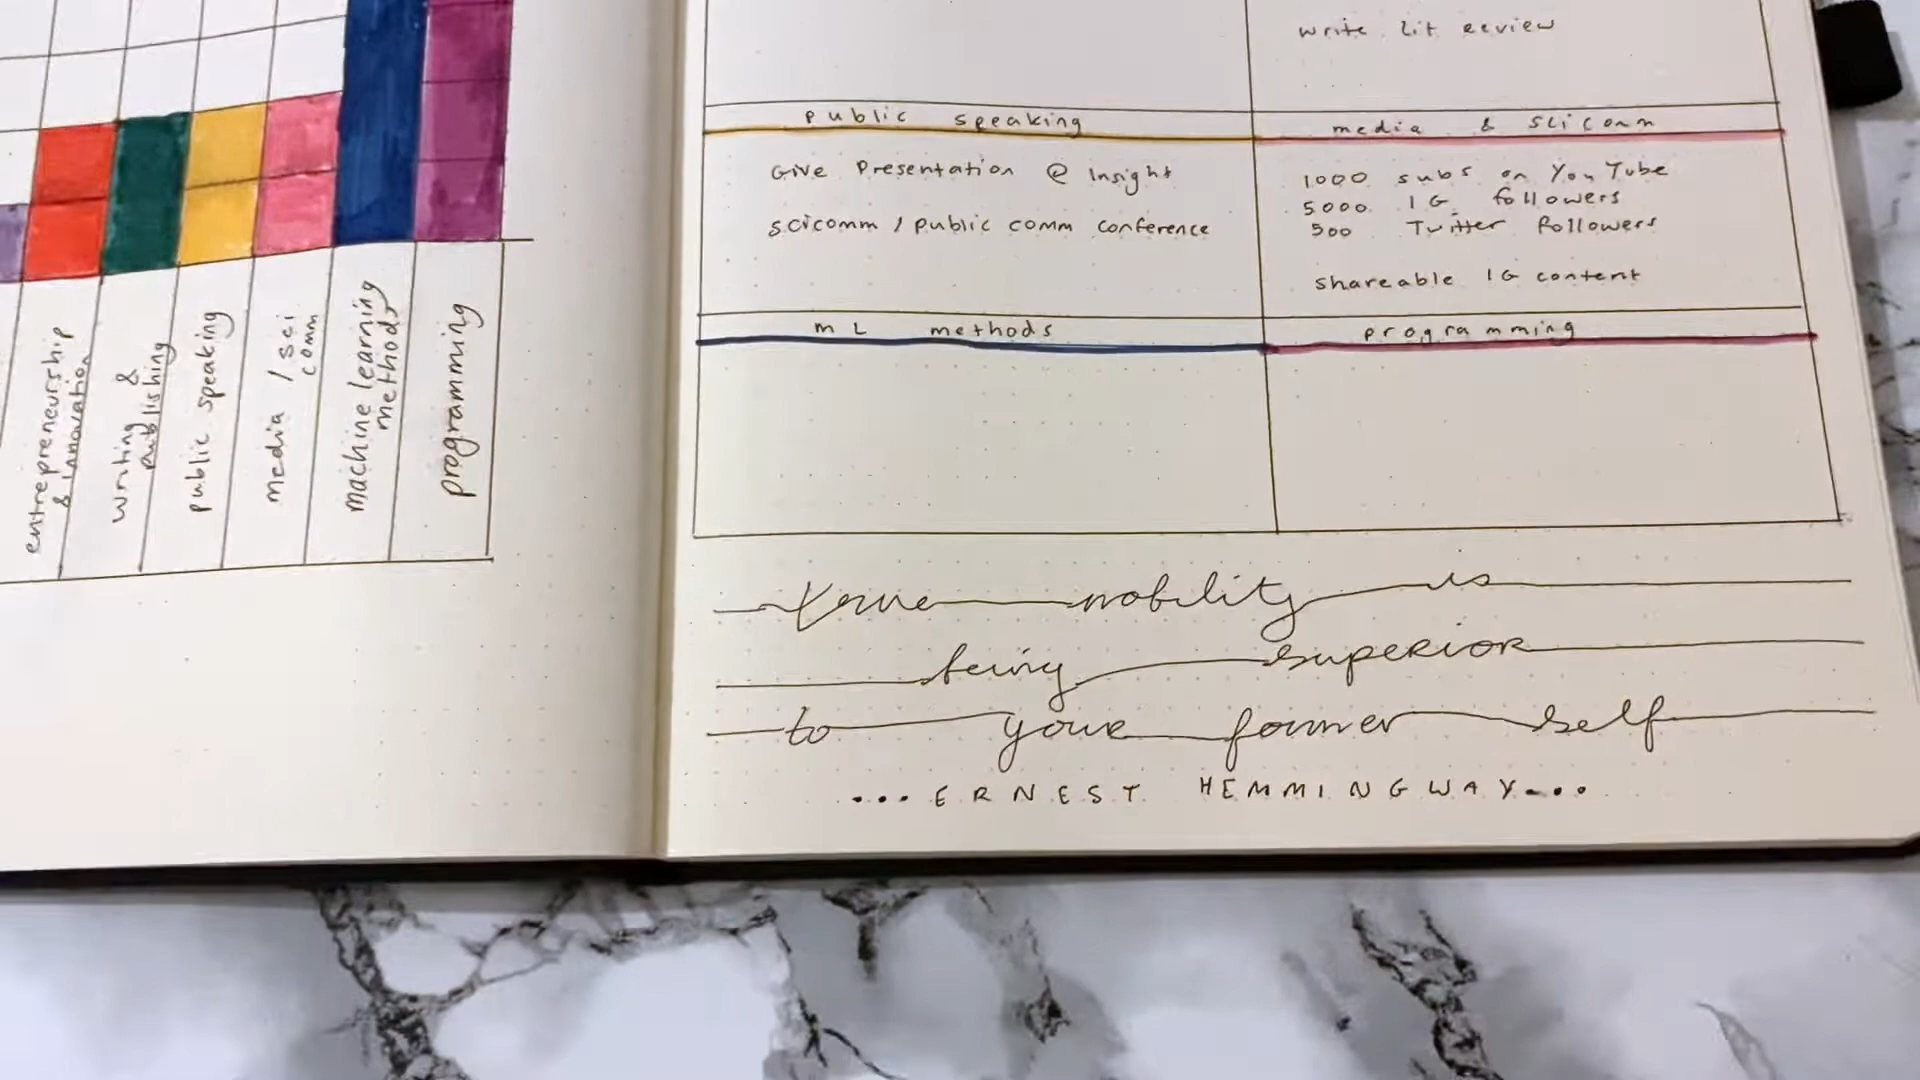 entrepreneurship
& innovation
writing &
publishing
public speaking
media / sci
comm
machine learning
methods
programming
write lit review
public speaking
Give Presentation @ Insight
scicomm / public comm conference
media & scicomm
1000 subs on YouTube
5000 IG followers
500 Twitter followers
shareable IG content
ML methods
programming
true nobility is
being superior
to your former self
...ERNEST HEMMINGWAY...